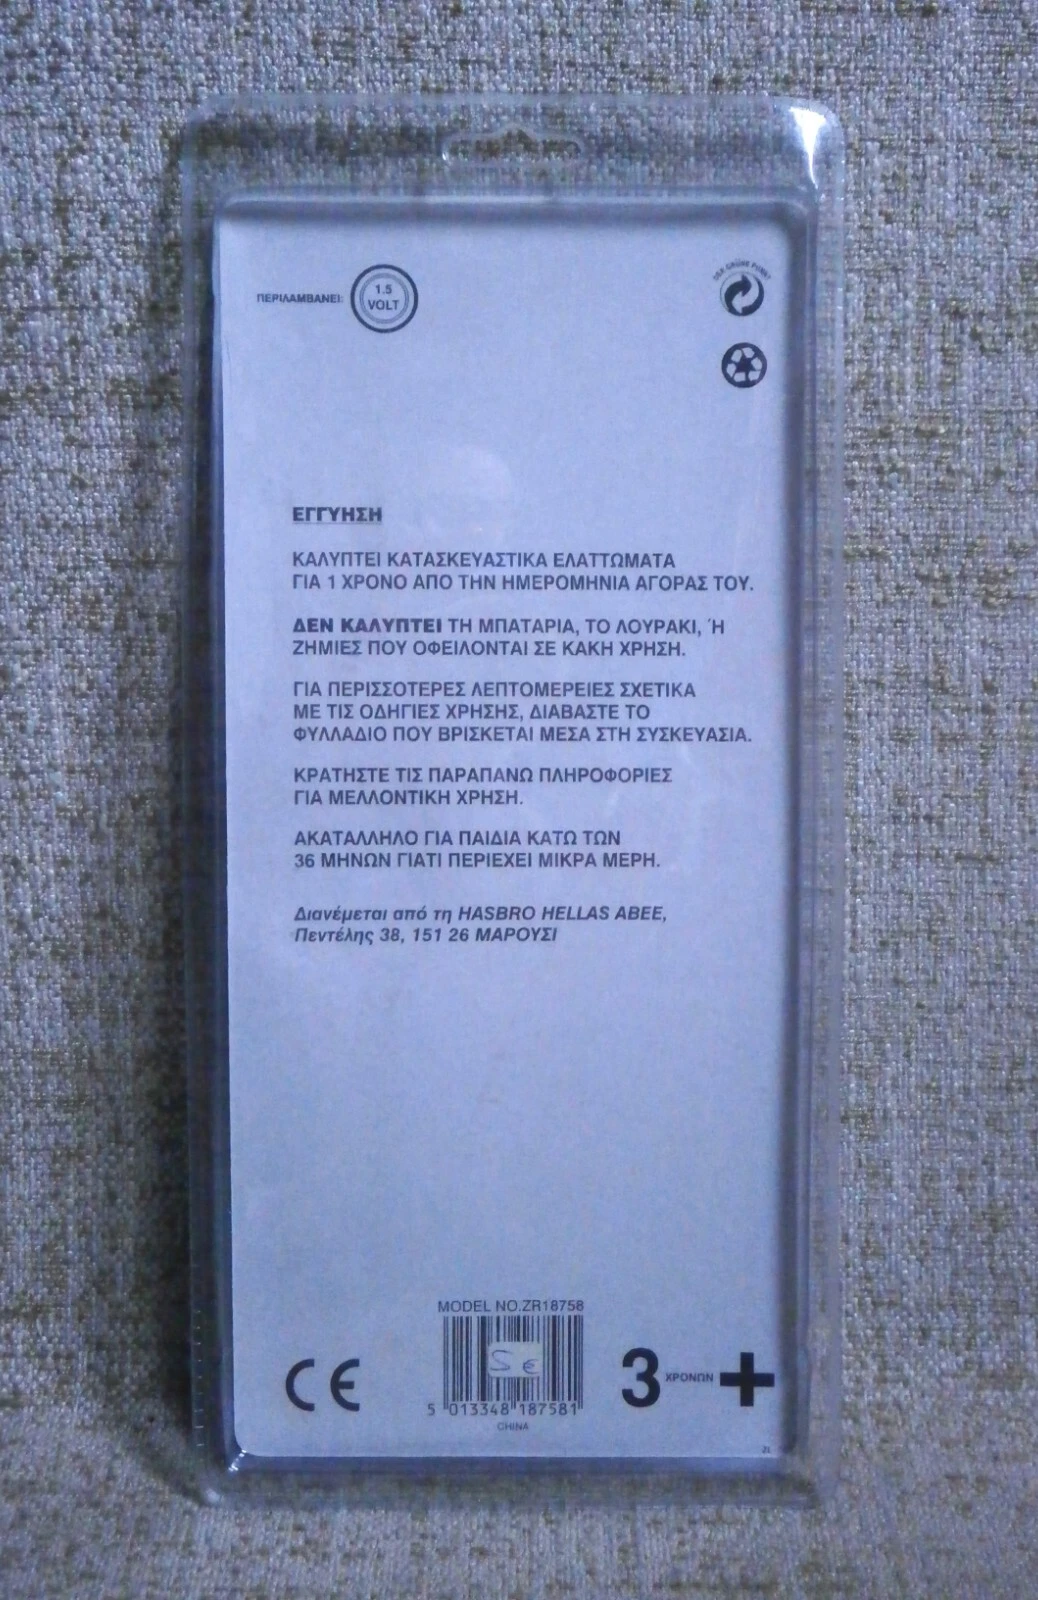 DER GRÜNE PUNKT
ΠΕΡΙΛΑΜΒΑΝΕΙ:
1.5
VOLT
ΕΓΓΥΗΣΗ
ΚΑΛΥΠΤΕΙ ΚΑΤΑΣΚΕΥΑΣΤΙΚΑ ΕΛΑΤΤΩΜΑΤΑ
ΓΙΑ 1 ΧΡΟΝΟ ΑΠΟ ΤΗΝ ΗΜΕΡΟΜΗΝΙΑ ΑΓΟΡΑΣ ΤΟΥ.
ΔΕΝ ΚΑΛΥΠΤΕΙ ΤΗ ΜΠΑΤΑΡΙΑ, ΤΟ ΛΟΥΡΑΚΙ, Ή
ΖΗΜΙΕΣ ΠΟΥ ΟΦΕΙΛΟΝΤΑΙ ΣΕ ΚΑΚΗ ΧΡΗΣΗ.
ΓΙΑ ΠΕΡΙΣΣΟΤΕΡΕΣ ΛΕΠΤΟΜΕΡΕΙΕΣ ΣΧΕΤΙΚΑ
ΜΕ ΤΙΣ ΟΔΗΓΙΕΣ ΧΡΗΣΗΣ, ΔΙΑΒΑΣΤΕ ΤΟ
ΦΥΛΛΑΔΙΟ ΠΟΥ ΒΡΙΣΚΕΤΑΙ ΜΕΣΑ ΣΤΗ ΣΥΣΚΕΥΑΣΙΑ.
ΚΡΑΤΗΣΤΕ ΤΙΣ ΠΑΡΑΠΑΝΩ ΠΛΗΡΟΦΟΡΙΕΣ
ΓΙΑ ΜΕΛΛΟΝΤΙΚΗ ΧΡΗΣΗ.
ΑΚΑΤΑΛΛΗΛΟ ΓΙΑ ΠΑΙΔΙΑ ΚΑΤΩ ΤΩΝ
36 ΜΗΝΩΝ ΓΙΑΤΙ ΠΕΡΙΕΧΕΙ ΜΙΚΡΑ ΜΕΡΗ.
Διανέμεται από τη HASBRO HELLAS ABEE,
Πεντέλης 38, 151 26 ΜΑΡΟΥΣΙ
MODEL NO.ZR18758
5 €
CE
3 ΧΡΟΝΩΝ +
5 013348 187581
CHINA